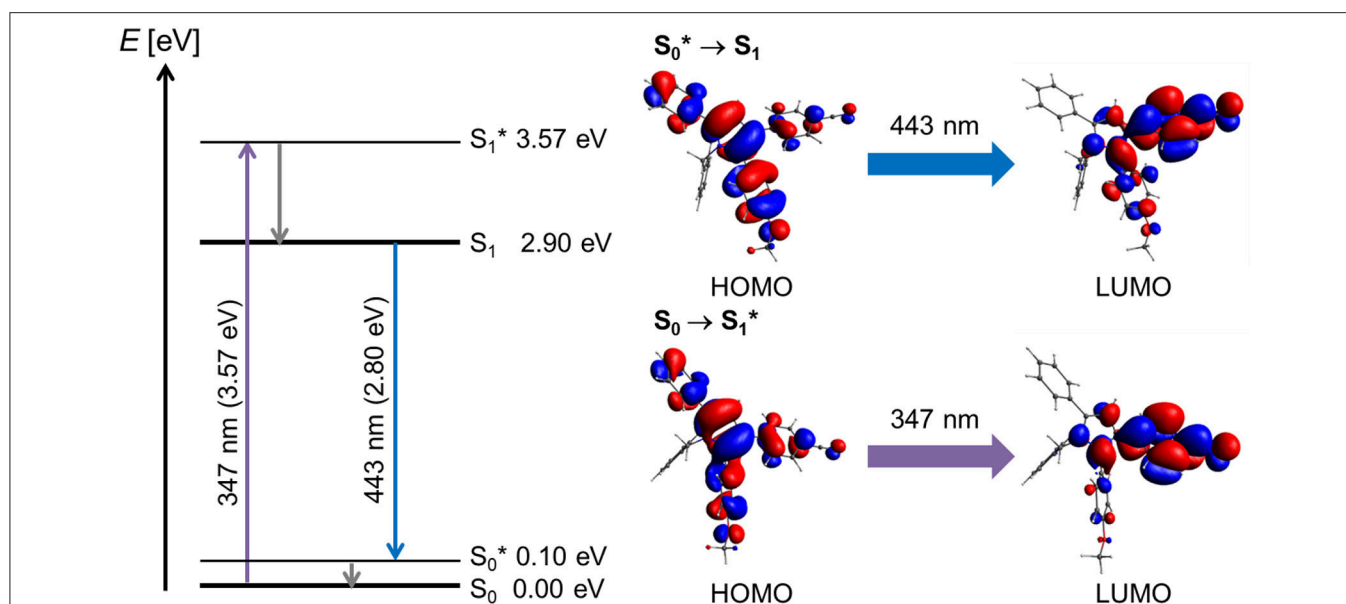 E [eV]
S₁* 3.57 eV
S₁ 2.90 eV
347 nm (3.57 eV)
443 nm (2.80 eV)
S₀* 0.10 eV
S₀ 0.00 eV
S₀* → S₁
443 nm
HOMO
LUMO
S₀ → S₁*
347 nm
HOMO
LUMO